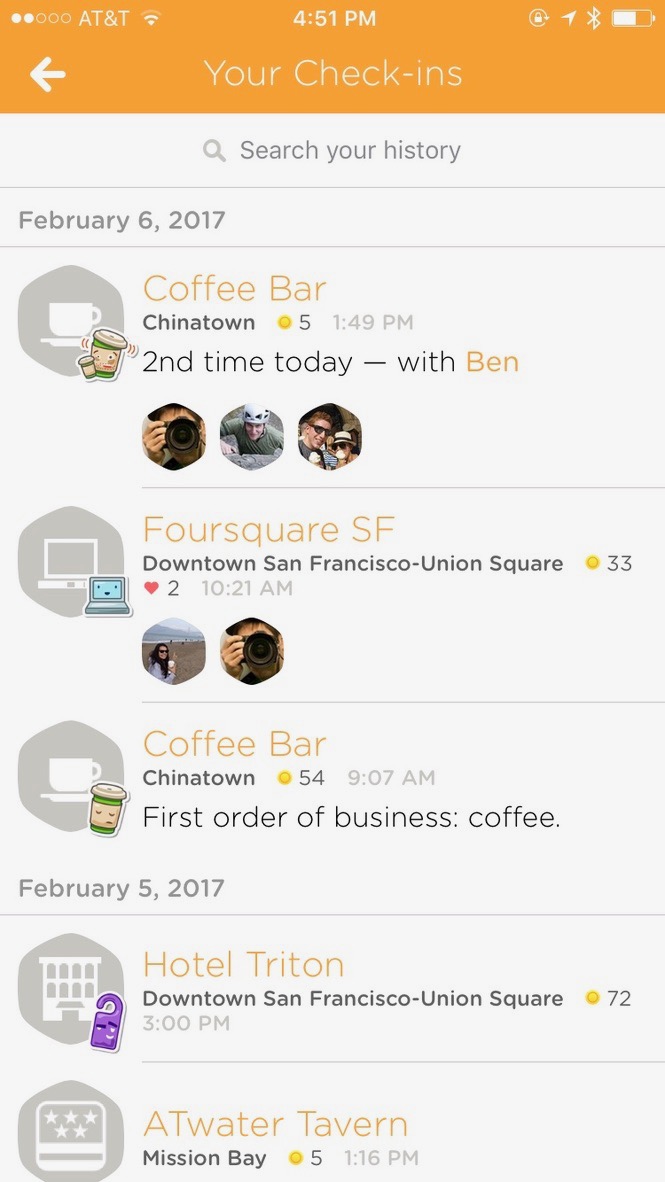 AT&T 4:51 PM
Your Check-ins
Search your history
February 6, 2017
Coffee Bar
Chinatown 5 1:49 PM
2nd time today — with Ben
Foursquare SF
Downtown San Francisco-Union Square 33
2 10:21 AM
Coffee Bar
Chinatown 54 9:07 AM
First order of business: coffee.
February 5, 2017
Hotel Triton
Downtown San Francisco-Union Square 72
3:00 PM
ATwater Tavern
Mission Bay 5 1:16 PM